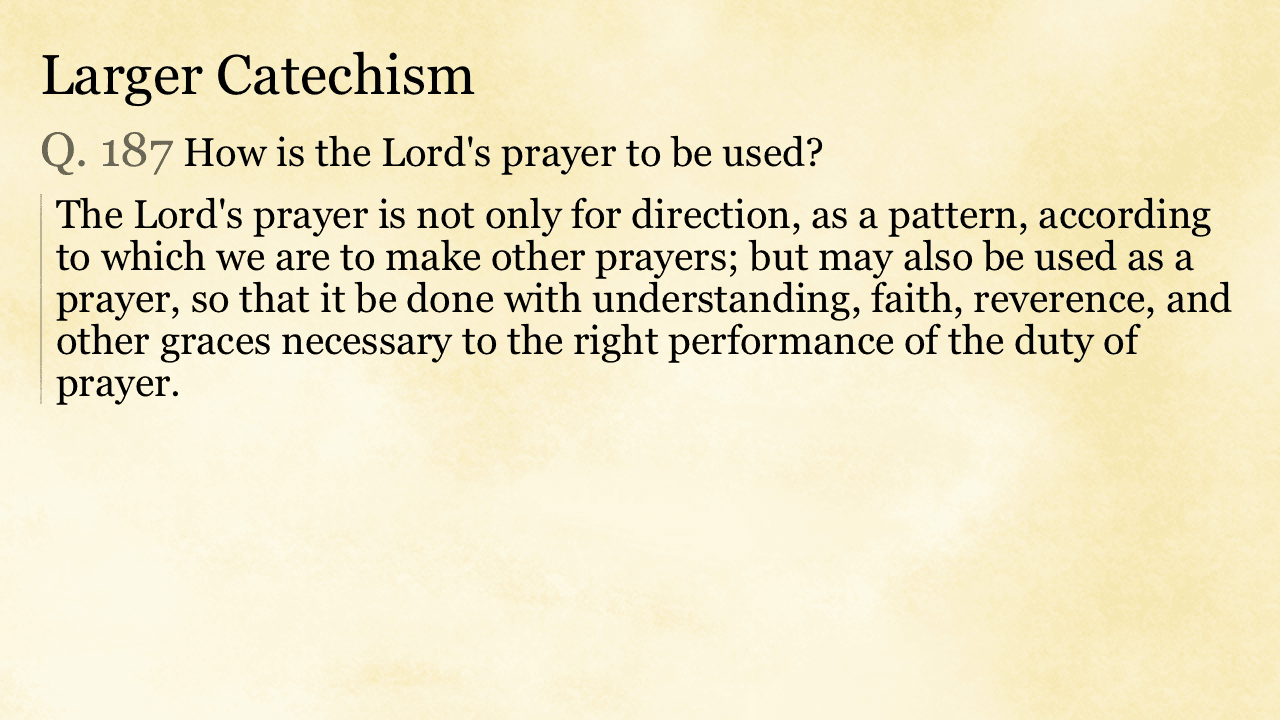 Larger Catechism
Q. 187 How is the Lord's prayer to be used?
The Lord's prayer is not only for direction, as a pattern, according
to which we are to make other prayers; but may also be used as a
prayer, so that it be done with understanding, faith, reverence, and
other graces necessary to the right performance of the duty of
prayer.